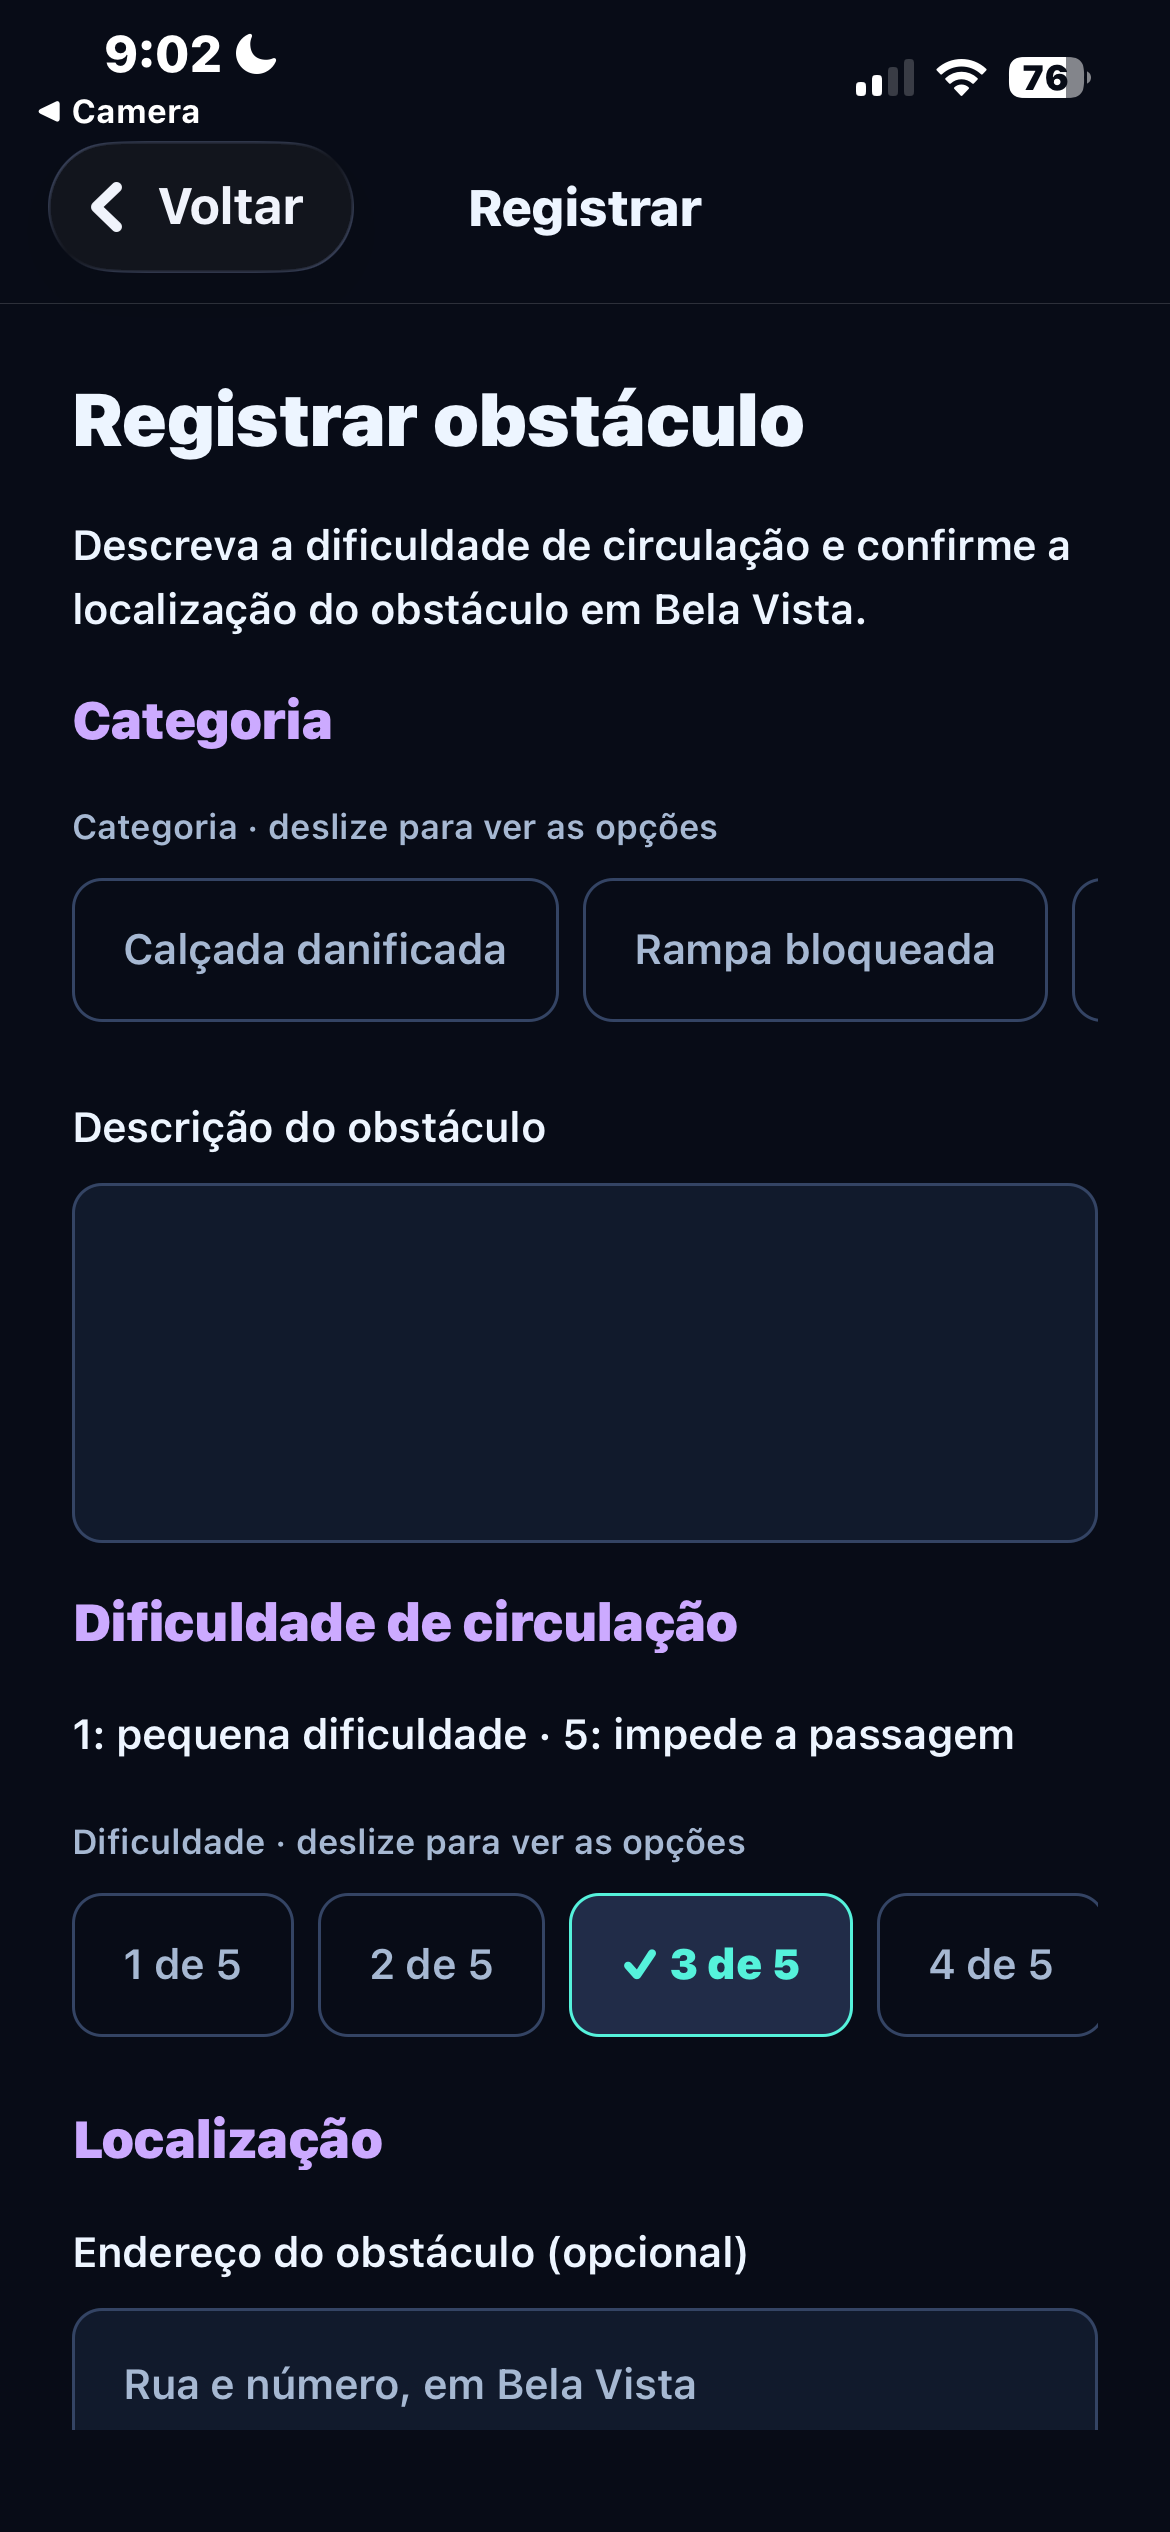 9:02
Camera
76
Voltar
Registrar
Registrar obstáculo
Descreva a dificuldade de circulação e confirme a
localização do obstáculo em Bela Vista.
Categoria
Categoria · deslize para ver as opções
Calçada danificada
Rampa bloqueada
Descrição do obstáculo
Dificuldade de circulação
1: pequena dificuldade · 5: impede a passagem
Dificuldade · deslize para ver as opções
1 de 5
2 de 5
✓ 3 de 5
4 de 5
Localização
Endereço do obstáculo (opcional)
Rua e número, em Bela Vista